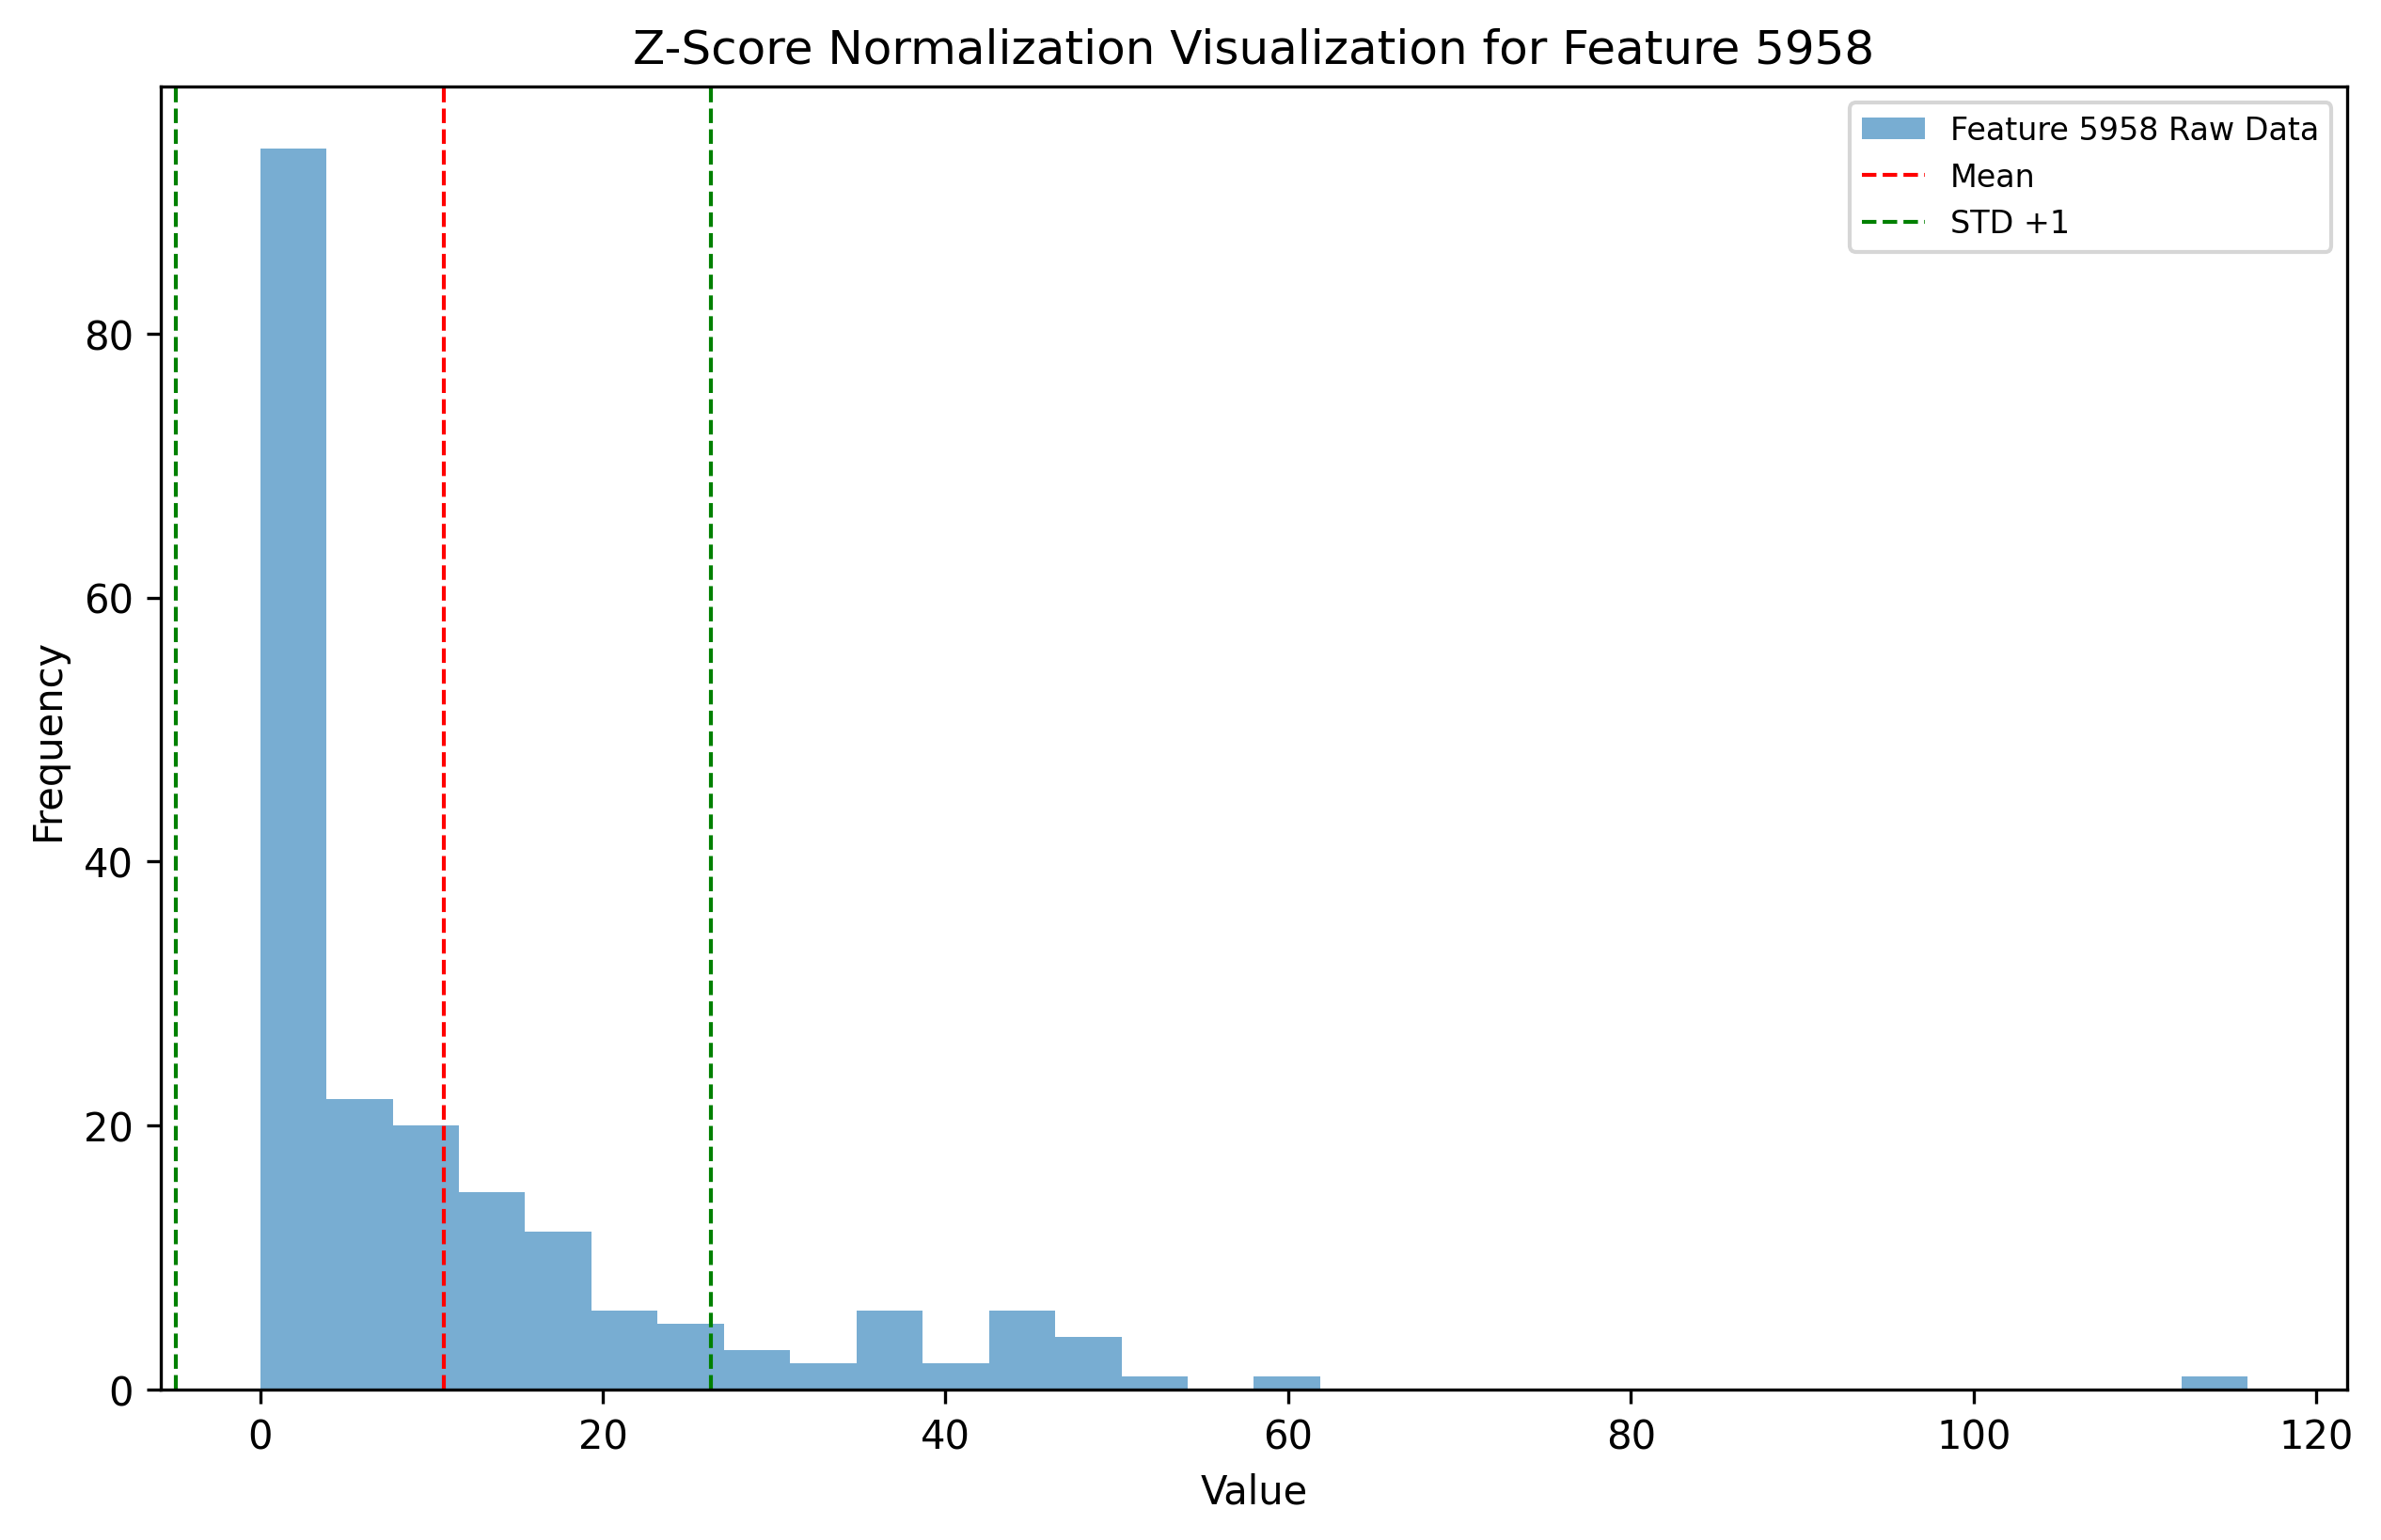 Z-Score Normalization Visualization for Feature 5958
Feature 5958 Raw Data
Mean
STD +1
Frequency
80
60
40
20
0
0 20 40 60 80 100 120
Value